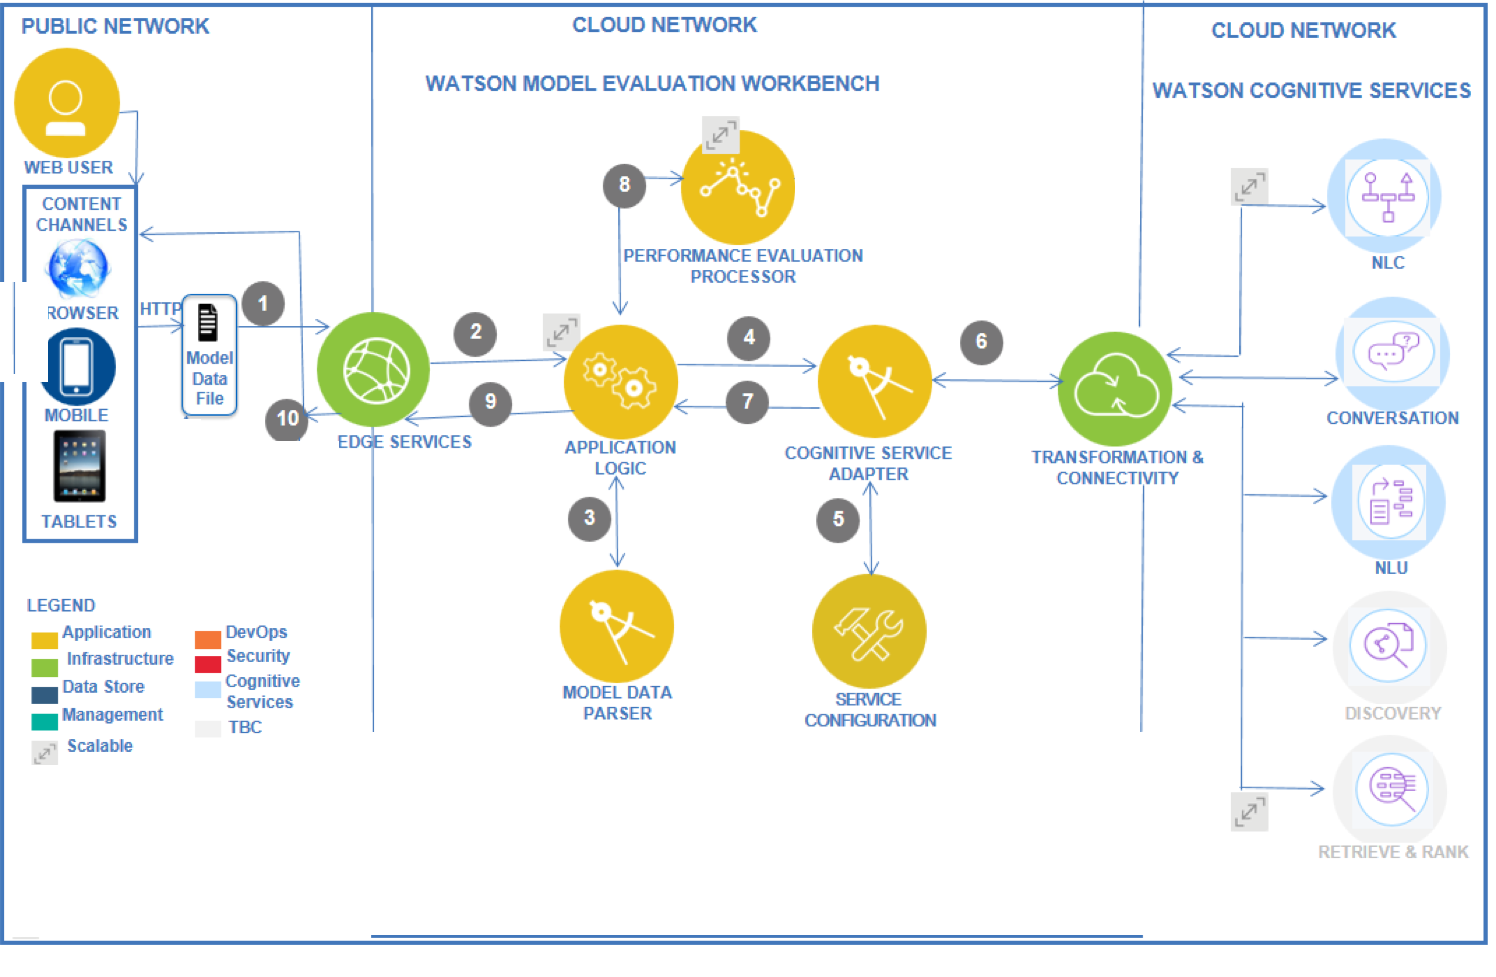 PUBLIC NETWORK
CLOUD NETWORK
CLOUD NETWORK
WATSON MODEL EVALUATION WORKBENCH
WATSON COGNITIVE SERVICES
WEB USER
CONTENT
CHANNELS
ROWSER
MOBILE
TABLETS
HTTP
Model
Data
File
1
2
3
4
5
6
7
8
9
10
EDGE SERVICES
APPLICATION
LOGIC
PERFORMANCE EVALUATION
PROCESSOR
COGNITIVE SERVICE
ADAPTER
TRANSFORMATION &
CONNECTIVITY
MODEL DATA
PARSER
SERVICE
CONFIGURATION
NLC
CONVERSATION
NLU
DISCOVERY
RETRIEVE & RANK
LEGEND
Application
Infrastructure
Data Store
Management
Scalable
DevOps
Security
Cognitive
Services
TBC